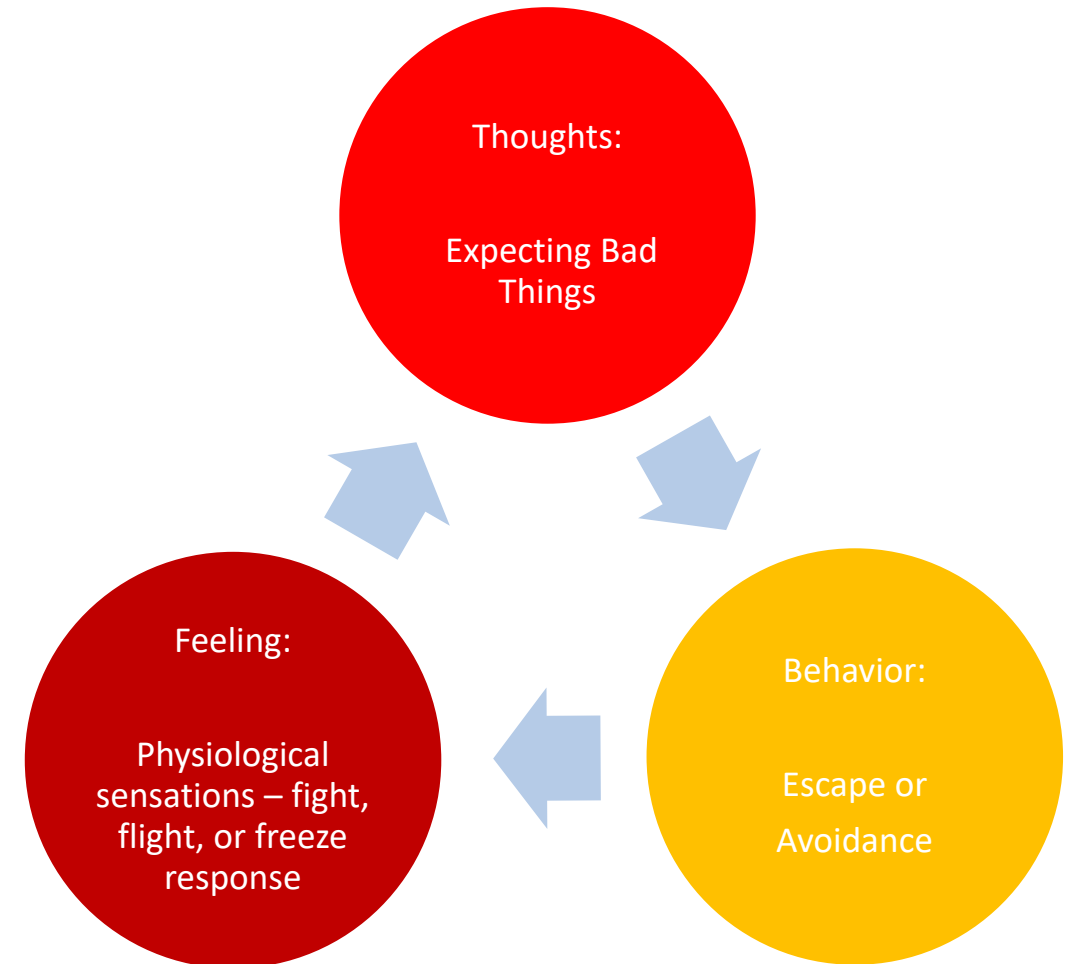 Thoughts:
Expecting Bad
Things
Feeling:
Physiological
sensations – fight,
flight, or freeze
response
Behavior:
Escape or
Avoidance